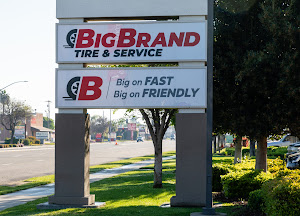 BIGBRAND
TIRE & SERVICE
B
Big on FAST
Big on FRIENDLY